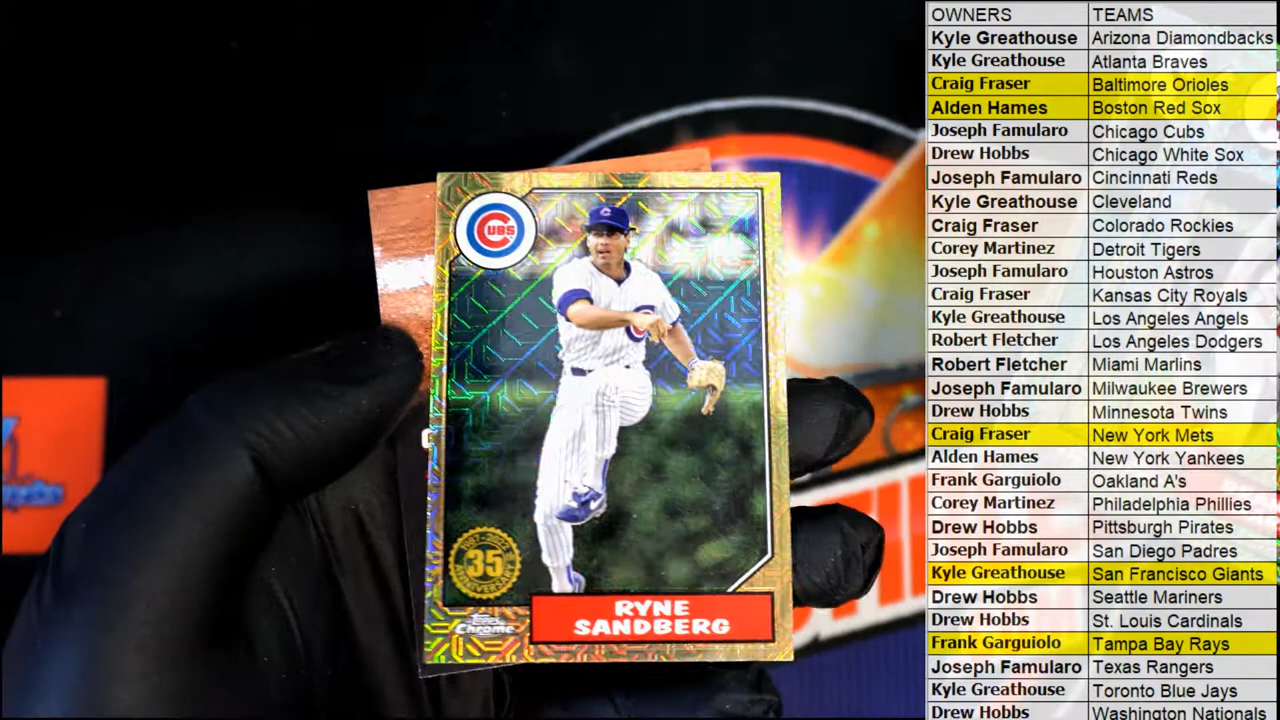 CUBS
1987-2022
35
ANNIVERSARY
Topps
Chrome
RYNE
SANDBERG
OWNERS TEAMS
Kyle Greathouse Arizona Diamondbacks
Kyle Greathouse Atlanta Braves
Craig Fraser Baltimore Orioles
Alden Hames Boston Red Sox
Joseph Famularo Chicago Cubs
Drew Hobbs Chicago White Sox
Joseph Famularo Cincinnati Reds
Kyle Greathouse Cleveland
Craig Fraser Colorado Rockies
Corey Martinez Detroit Tigers
Joseph Famularo Houston Astros
Craig Fraser Kansas City Royals
Kyle Greathouse Los Angeles Angels
Robert Fletcher Los Angeles Dodgers
Robert Fletcher Miami Marlins
Joseph Famularo Milwaukee Brewers
Drew Hobbs Minnesota Twins
Craig Fraser New York Mets
Alden Hames New York Yankees
Frank Garguiolo Oakland A's
Corey Martinez Philadelphia Phillies
Drew Hobbs Pittsburgh Pirates
Joseph Famularo San Diego Padres
Kyle Greathouse San Francisco Giants
Drew Hobbs Seattle Mariners
Drew Hobbs St. Louis Cardinals
Frank Garguiolo Tampa Bay Rays
Joseph Famularo Texas Rangers
Kyle Greathouse Toronto Blue Jays
Drew Hobbs Washington Nationals